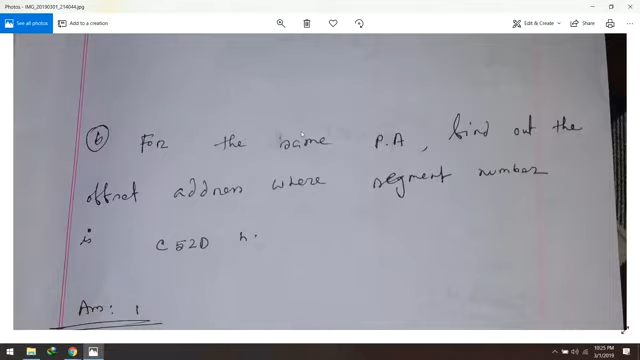 Photos - IMG_20190301_214044.jpg
See all photos
Add to a creation
Edit & Create
Share
b For the same P.A, find out the
offset address where segment number
is C52D h.
Ans: 1
10:25 PM
3/1/2019